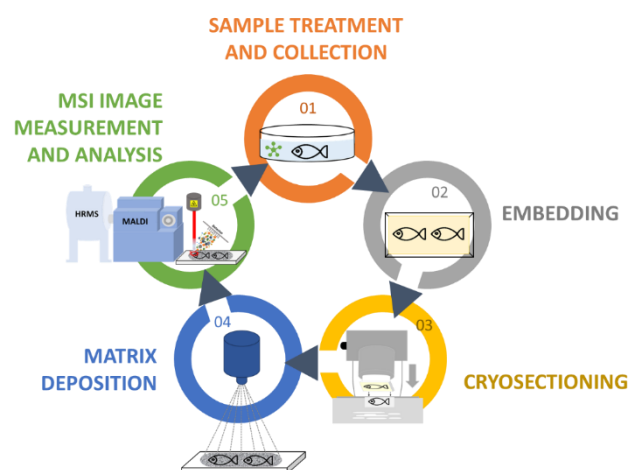 SAMPLE TREATMENT
AND COLLECTION
01
MSI IMAGE
MEASUREMENT
AND ANALYSIS
05
HRMS
MALDI
02
EMBEDDING
03
CRYOSECTIONING
04
MATRIX
DEPOSITION